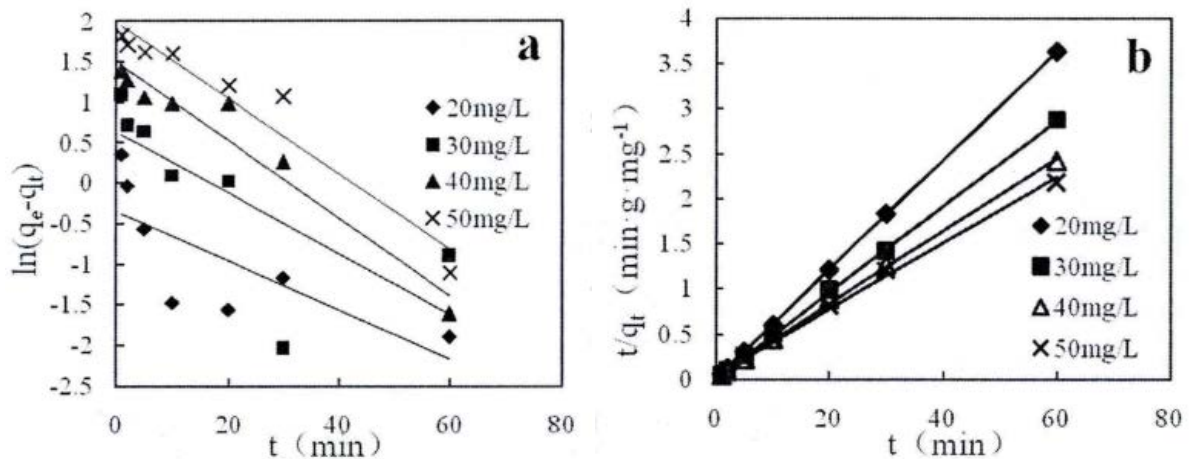 a
2
1.5
1
0.5
0
-0.5
-1
-1.5
-2
-2.5
ln(qe-qt)
0 20 40 60 80
t（min）
20mg/L
30mg/L
40mg/L
50mg/L
b
4
3.5
3
2.5
2
1.5
1
0.5
0
t/qt（min·g·mg-1）
0 20 40 60 80
t（min）
20mg/L
30mg/L
40mg/L
50mg/L